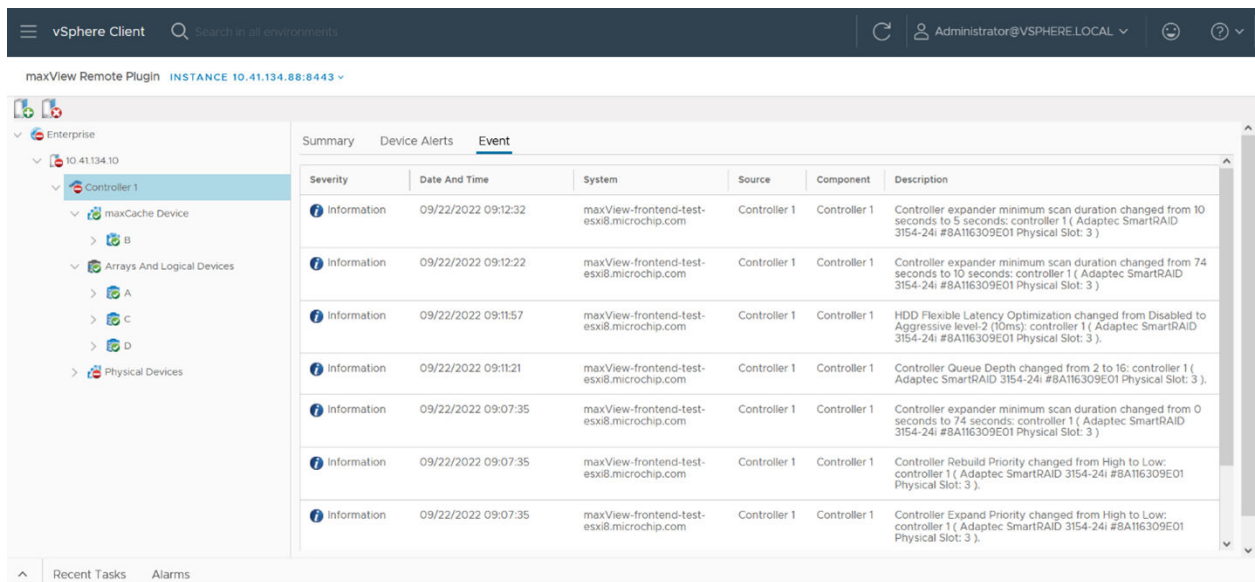 vSphere Client
Search in all environments
Administrator@VSPHERE.LOCAL
maxView Remote Plugin INSTANCE 10.41.134.88:8443
Enterprise
10.41.134.10
Controller 1
maxCache Device
B
Arrays And Logical Devices
A
C
D
Physical Devices
Summary Device Alerts Event
Severity Date And Time System Source Component Description
Information 09/22/2022 09:12:32 maxView-frontend-test- Controller 1 Controller 1 Controller expander minimum scan duration changed from 10
esxi8.microchip.com seconds to 5 seconds: controller 1 ( Adaptec SmartRAID
3154-24i #8A116309E01 Physical Slot: 3 )
Information 09/22/2022 09:12:22 maxView-frontend-test- Controller 1 Controller 1 Controller expander minimum scan duration changed from 74
esxi8.microchip.com seconds to 10 seconds: controller 1 ( Adaptec SmartRAID
3154-24i #8A116309E01 Physical Slot: 3 )
Information 09/22/2022 09:11:57 maxView-frontend-test- Controller 1 Controller 1 HDD Flexible Latency Optimization changed from Disabled to
esxi8.microchip.com Aggressive level-2 (10ms): controller 1 ( Adaptec SmartRAID
3154-24i #8A116309E01 Physical Slot: 3 ).
Information 09/22/2022 09:11:21 maxView-frontend-test- Controller 1 Controller 1 Controller Queue Depth changed from 2 to 16: controller 1 (
esxi8.microchip.com Adaptec SmartRAID 3154-24i #8A116309E01 Physical Slot: 3 ).
Information 09/22/2022 09:07:35 maxView-frontend-test- Controller 1 Controller 1 Controller expander minimum scan duration changed from 0
esxi8.microchip.com seconds to 74 seconds: controller 1 ( Adaptec SmartRAID
3154-24i #8A116309E01 Physical Slot: 3 )
Information 09/22/2022 09:07:35 maxView-frontend-test- Controller 1 Controller 1 Controller Rebuild Priority changed from High to Low:
esxi8.microchip.com controller 1 ( Adaptec SmartRAID 3154-24i #8A116309E01
Physical Slot: 3 ).
Information 09/22/2022 09:07:35 maxView-frontend-test- Controller 1 Controller 1 Controller Expand Priority changed from High to Low:
esxi8.microchip.com controller 1 ( Adaptec SmartRAID 3154-24i #8A116309E01
Physical Slot: 3 ).
Recent Tasks Alarms